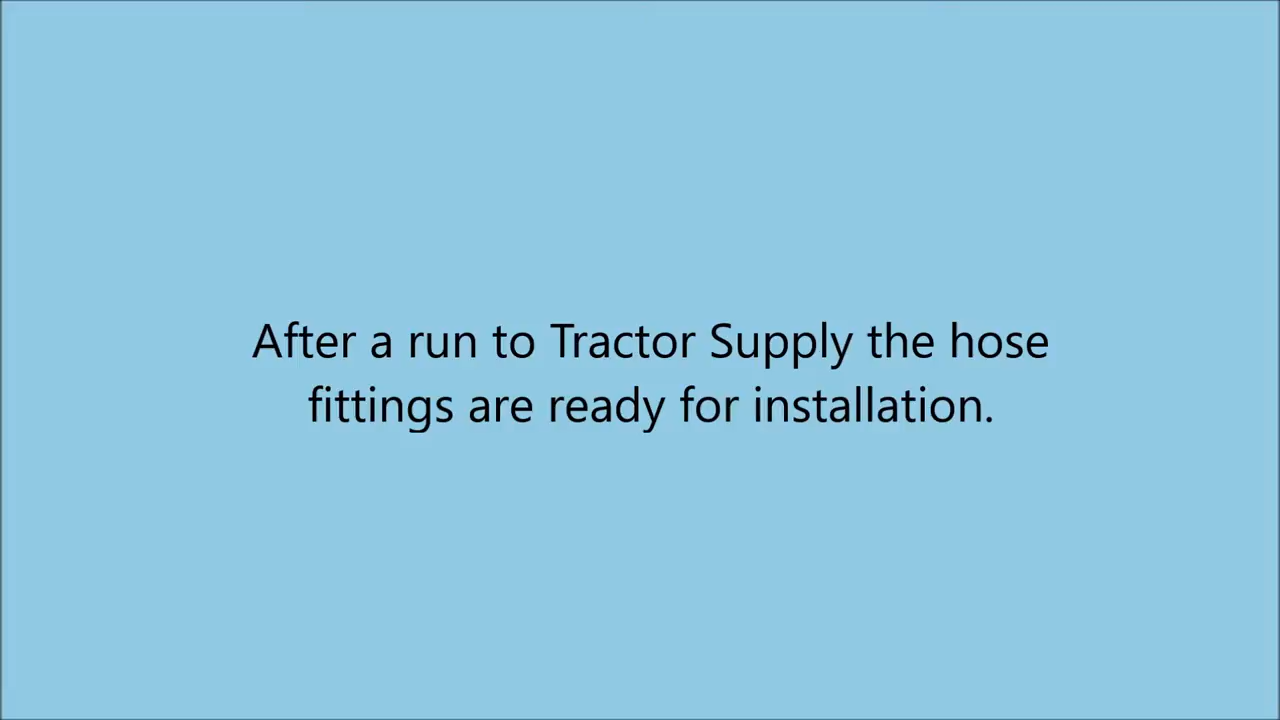 After a run to Tractor Supply the hose
fittings are ready for installation.